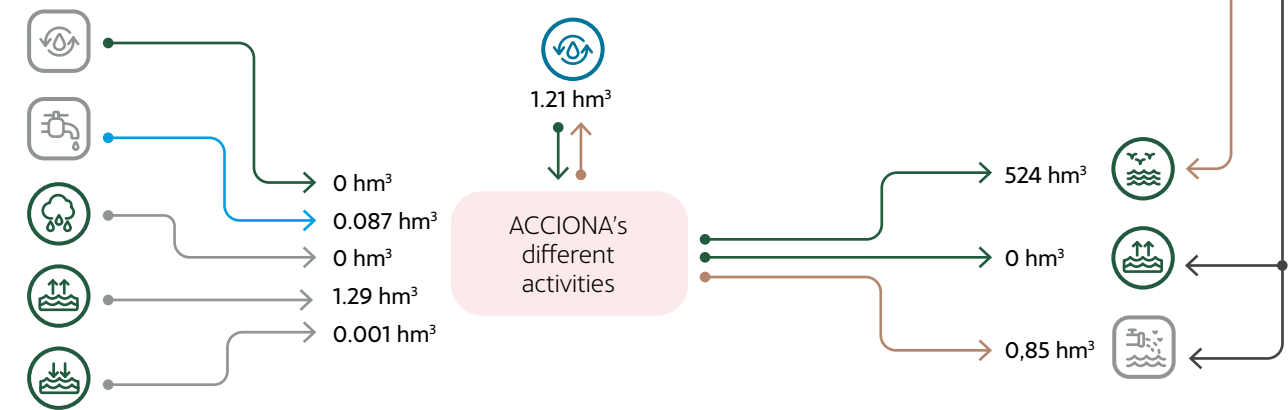 1.21 hm³
0 hm³
0.087 hm³
0 hm³
1.29 hm³
0.001 hm³
ACCIONA's
different
activities
524 hm³
0 hm³
0,85 hm³